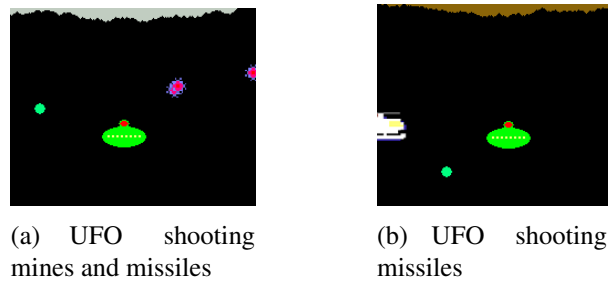 (a) UFO shooting
mines and missiles
(b) UFO shooting
missiles